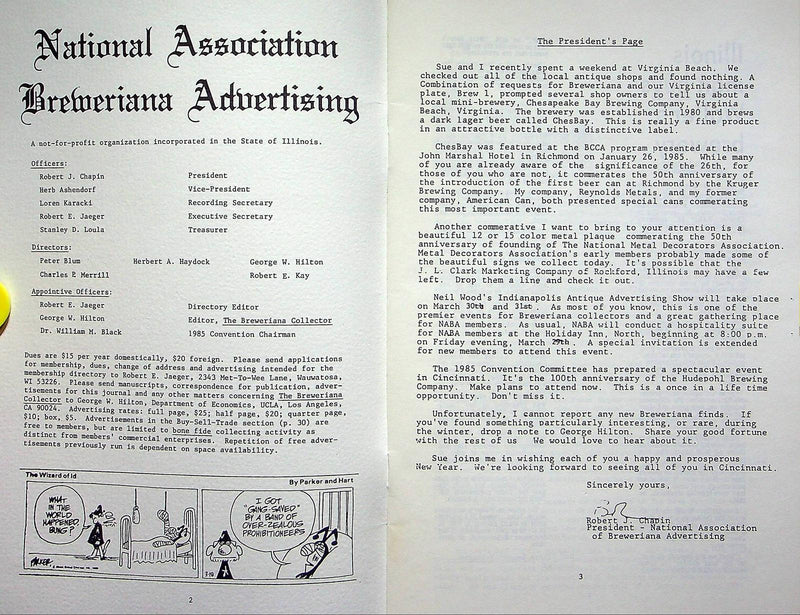 National Association
Breweriana Advertising
A not-for-profit organization incorporated in the State of Illinois.
Officers:
Robert J. Chapin President
Herb Ashendorf Vice-President
Loren Karacki Recording Secretary
Robert E. Jaeger Executive Secretary
Stanley D. Loula Treasurer
Directors:
Peter Blum Herbert A. Haydock George W. Hilton
Charles P. Merrill Robert E. Kay
Appointive Officers:
Robert E. Jaeger Directory Editor
George W. Hilton Editor, The Breweriana Collector
Dr. William M. Black 1985 Convention Chairman
Dues are $15 per year domestically, $20 foreign. Please send applications
for membership, dues, change of address and advertising intended for the
membership directory to Robert E. Jaeger, 2343 Met-To-Wee Lane, Wauwatosa,
WI 53226. Please send manuscripts, correspondence for publication, adver-
tisements for this journal and any other matters concerning The Breweriana
Collector to George W. Hilton, Department of Economics, UCLA, Los Angeles,
CA 90024. Advertising rates: full page, $25; half page, $20; quarter page,
$10; box, $5. Advertisements in the Buy-Sell-Trade section (p. 30) are
free to members, but are limited to bona fide collecting activity as
distinct from members' commercial enterprises. Repetition of free adver-
tisements previously run is dependent on space availability.
The Wizard of Id By Parker and Hart
WHAT
IN THE
WORLD
HAPPENED,
BUNG?
PARKER
I GOT
"GANG-SAVED"
BY A BAND OF
OVER-ZEALOUS
PROHIBITIONEERS
2
The President's Page
Sue and I recently spent a weekend at Virginia Beach. We
checked out all of the local antique shops and found nothing. A
Combination of requests for Breweriana and our Virginia license
plate, Brew 1, prompted several shop owners to tell us about a
local mini-brewery, Chesapeake Bay Brewing Company, Virginia
Beach, Virginia. The brewery was established in 1980 and brews
a dark lager beer called ChesBay. This is really a fine product
in an attractive bottle with a distinctive label.
ChesBay was featured at the BCCA program presented at the
John Marshal Hotel in Richmond on January 26, 1985. While many
of you are already aware of the significance of the 26th, for
those of you who are not, it commerates the 50th anniversary of
the introduction of the first beer can at Richmond by the Kruger
Brewing Company. My company, Reynolds Metals, and my former
company, American Can, both presented special cans commerating
this most important event.
Another commerative I want to bring to your attention is a
beautiful 12 or 15 color metal plaque commerating the 50th
anniversary of founding of The National Metal Decorators Association.
Metal Decorators Association's early members probably made some of
the beautiful signs we collect today. It's possible that the
J. L. Clark Marketing Company of Rockford, Illinois may have a few
left. Drop them a line and check it out.
Neil Wood's Indianapolis Antique Advertising Show will take place
on March 30th and 31st. As most of you know, this is one of the
premier events for Breweriana collectors and a great gathering place
for NABA members. As usual, NABA will conduct a hospitality suite
for NABA members at the Holiday Inn, North, beginning at 8:00 p.m.
on Friday evening, March 29th. A special invitation is extended
for new members to attend this event.
The 1985 Convention Committee has prepared a spectacular event
in Cincinnati. It's the 100th anniversary of the Hudepohl Brewing
Company. Make plans to attend now. This is a once in a life time
opportunity. Don't miss it.
Unfortunately, I cannot report any new Breweriana finds. If
you've found something particularly interesting, or rare, during
the winter, drop a note to George Hilton. Share your good fortune
with the rest of us We would love to hear about it.
Sue joins me in wishing each of you a happy and prosperous
New Year. We're looking forward to seeing all of you in Cincinnati.
Sincerely yours,
Robert J. Chapin
President - National Association
of Breweriana Advertising
3